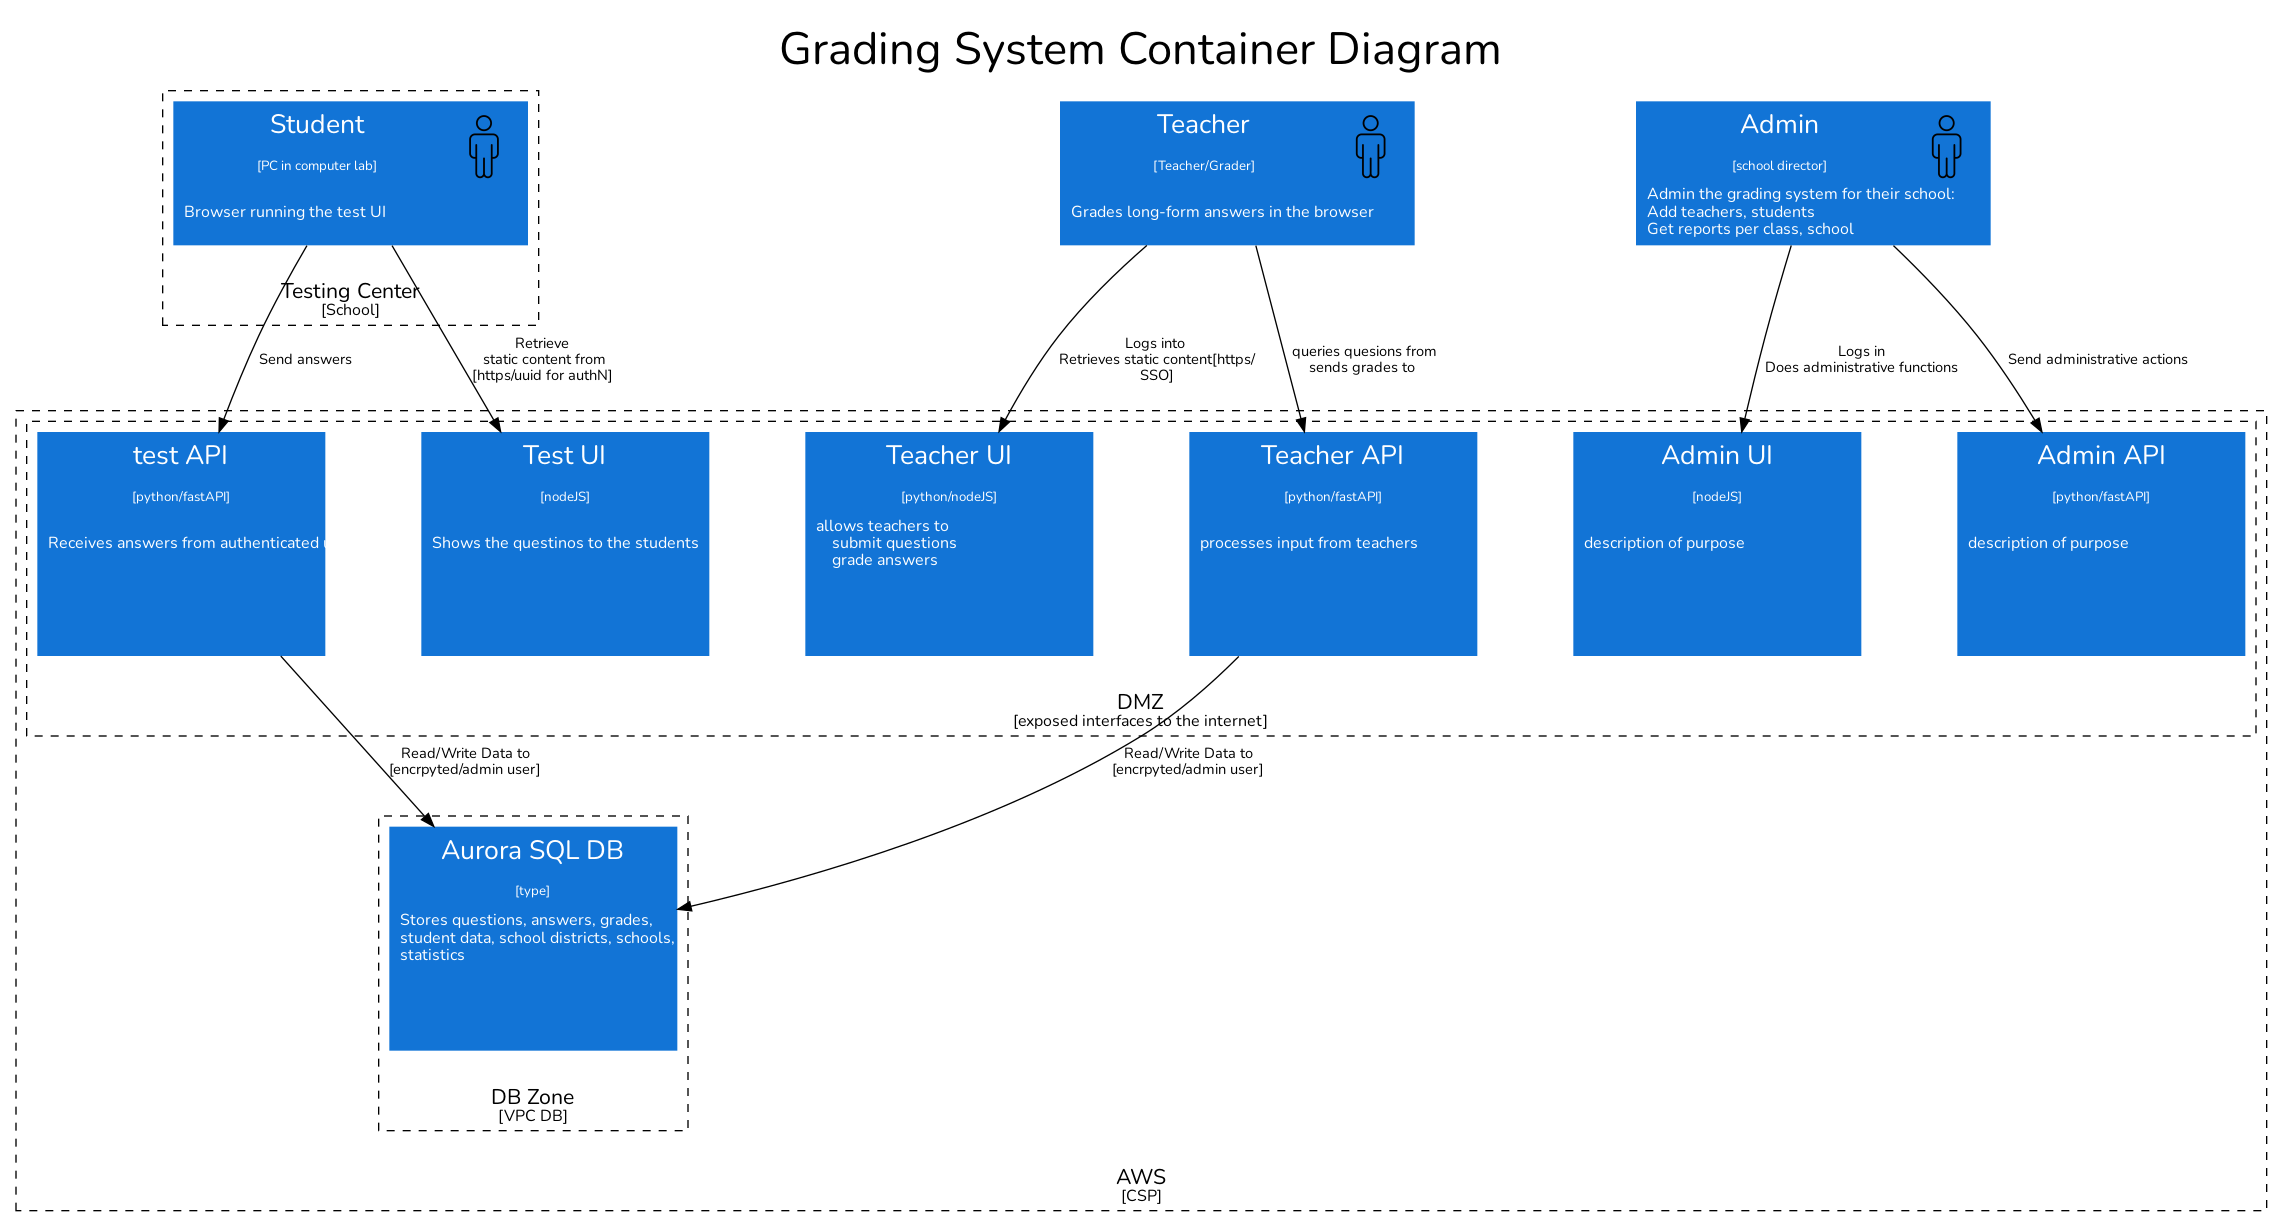 Grading System Container Diagram
Student
[PC in computer lab]
Browser running the test UI
Testing Center
[School]
Teacher
[Teacher/Grader]
Grades long-form answers in the browser
Admin
[school director]
Admin the grading system for their school:
Add teachers, students
Get reports per class, school
Send answers
Retrieve
static content from
[https/uuid for authN]
Logs into
Retrieves static content[https/
SSO]
queries quesions from
sends grades to
Logs in
Does administrative functions
Send administrative actions
test API
[python/fastAPI]
Receives answers from authenticated
Test UI
[nodeJS]
Shows the questinos to the students
Teacher UI
[python/nodeJS]
allows teachers to
submit questions
grade answers
Teacher API
[python/fastAPI]
processes input from teachers
Admin UI
[nodeJS]
description of purpose
Admin API
[python/fastAPI]
description of purpose
DMZ
[exposed interfaces to the internet]
Read/Write Data to
[encrpyted/admin user]
Read/Write Data to
[encrpyted/admin user]
Aurora SQL DB
[type]
Stores questions, answers, grades,
student data, school districts, schools,
statistics
DB Zone
[VPC DB]
AWS
[CSP]